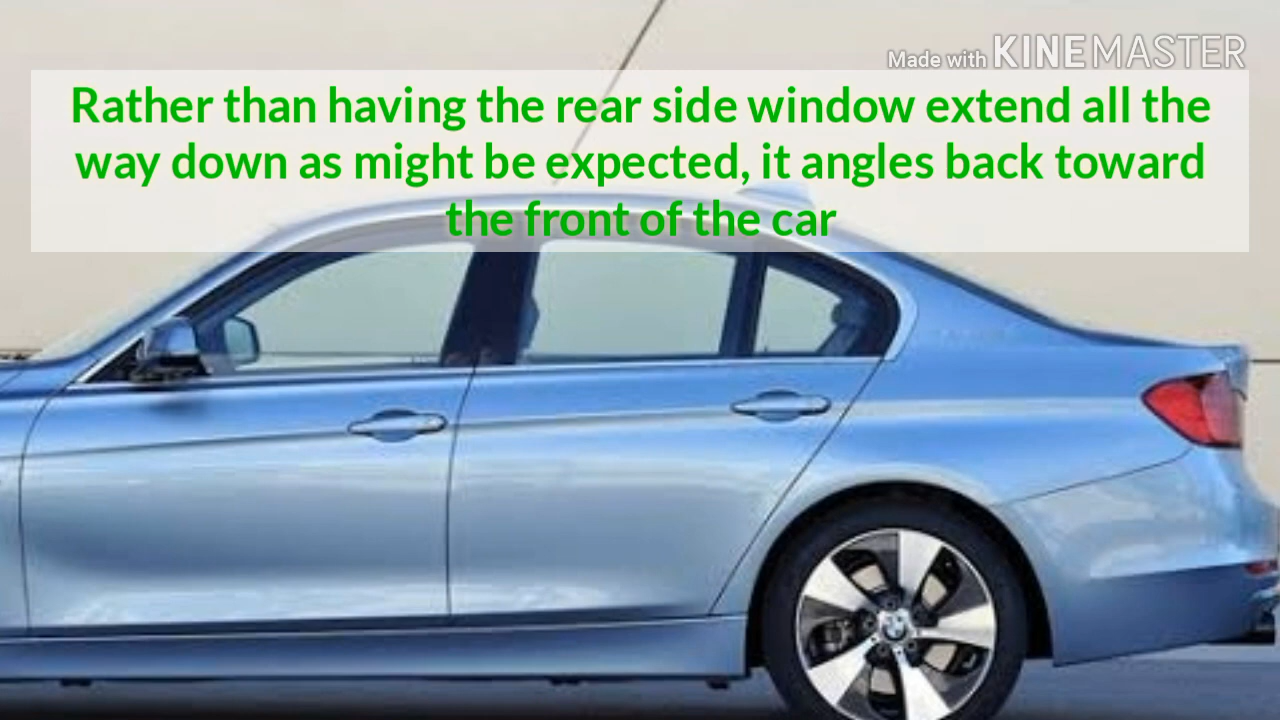 Made with KINEMASTER
Rather than having the rear side window extend all the
way down as might be expected, it angles back toward
the front of the car